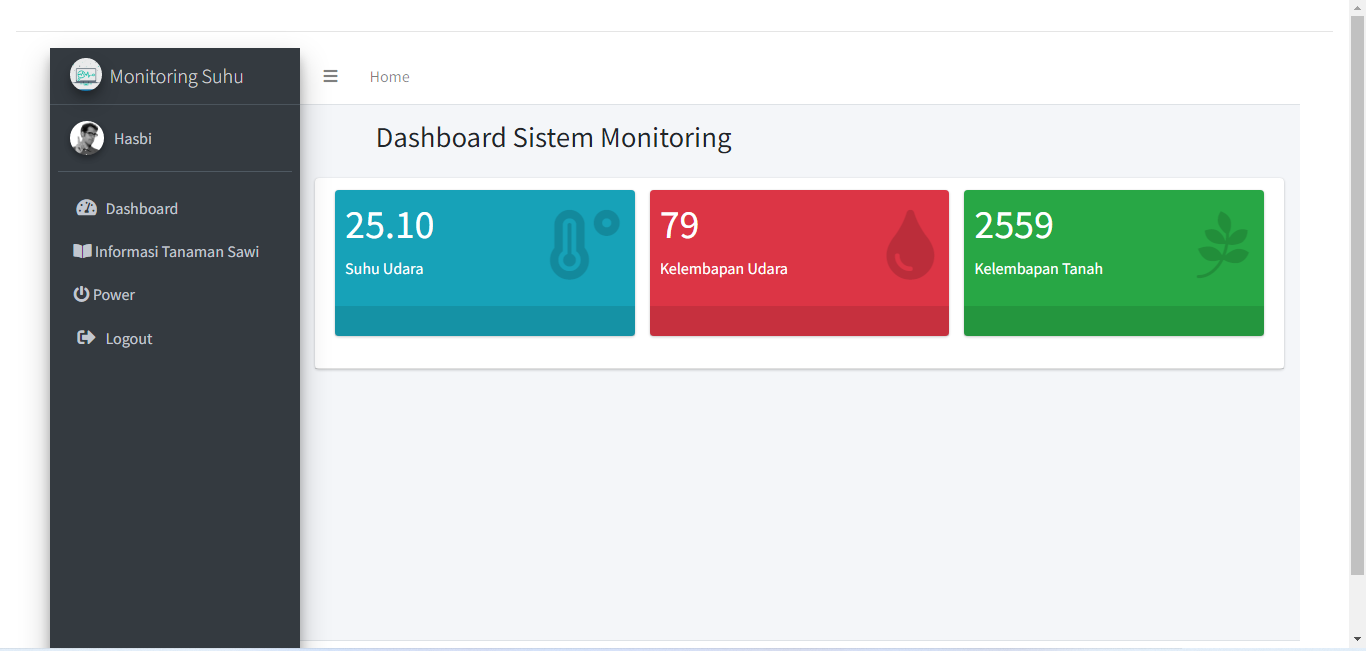 Monitoring Suhu
Home
Hasbi
Dashboard
Informasi Tanaman Sawi
Power
Logout
Dashboard Sistem Monitoring
25.10
Suhu Udara
79
Kelembapan Udara
2559
Kelembapan Tanah